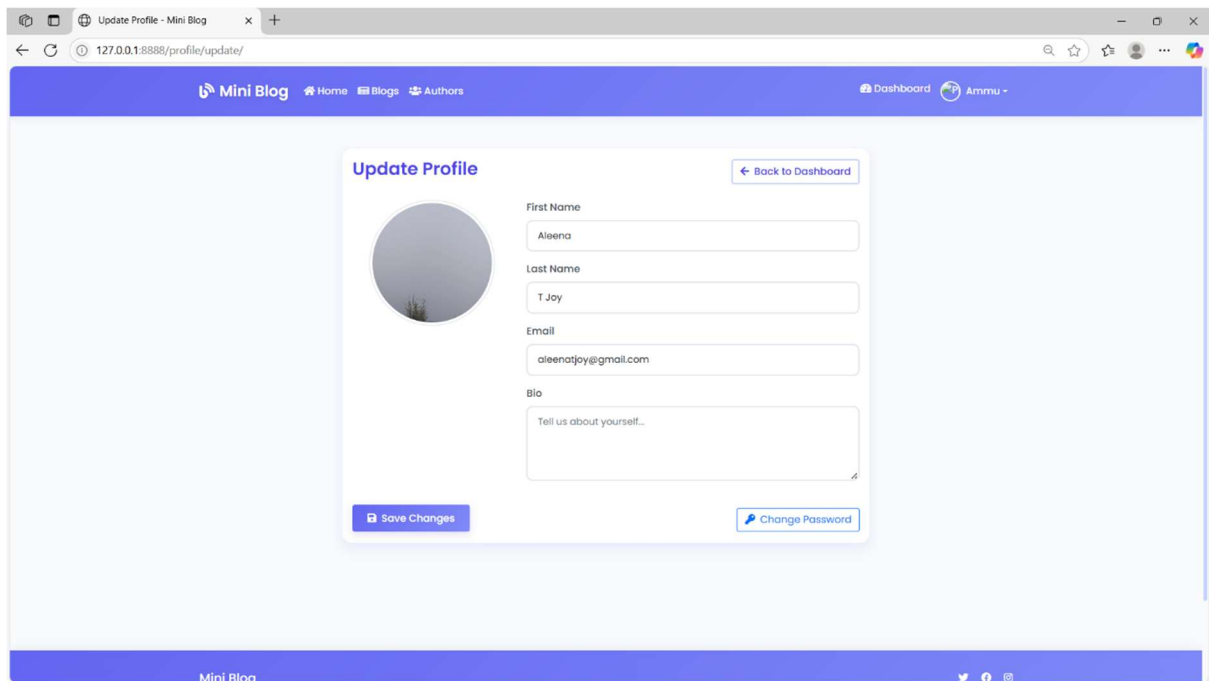 Update Profile - Mini Blog
127.0.0.1:8888/profile/update/
Mini Blog Home Blogs Authors Dashboard Ammu
Update Profile Back to Dashboard
First Name
Aleena
Last Name
T Joy
Email
aleenatjoy@gmail.com
Bio
Tell us about yourself...
Save Changes Change Password
Mini Blog